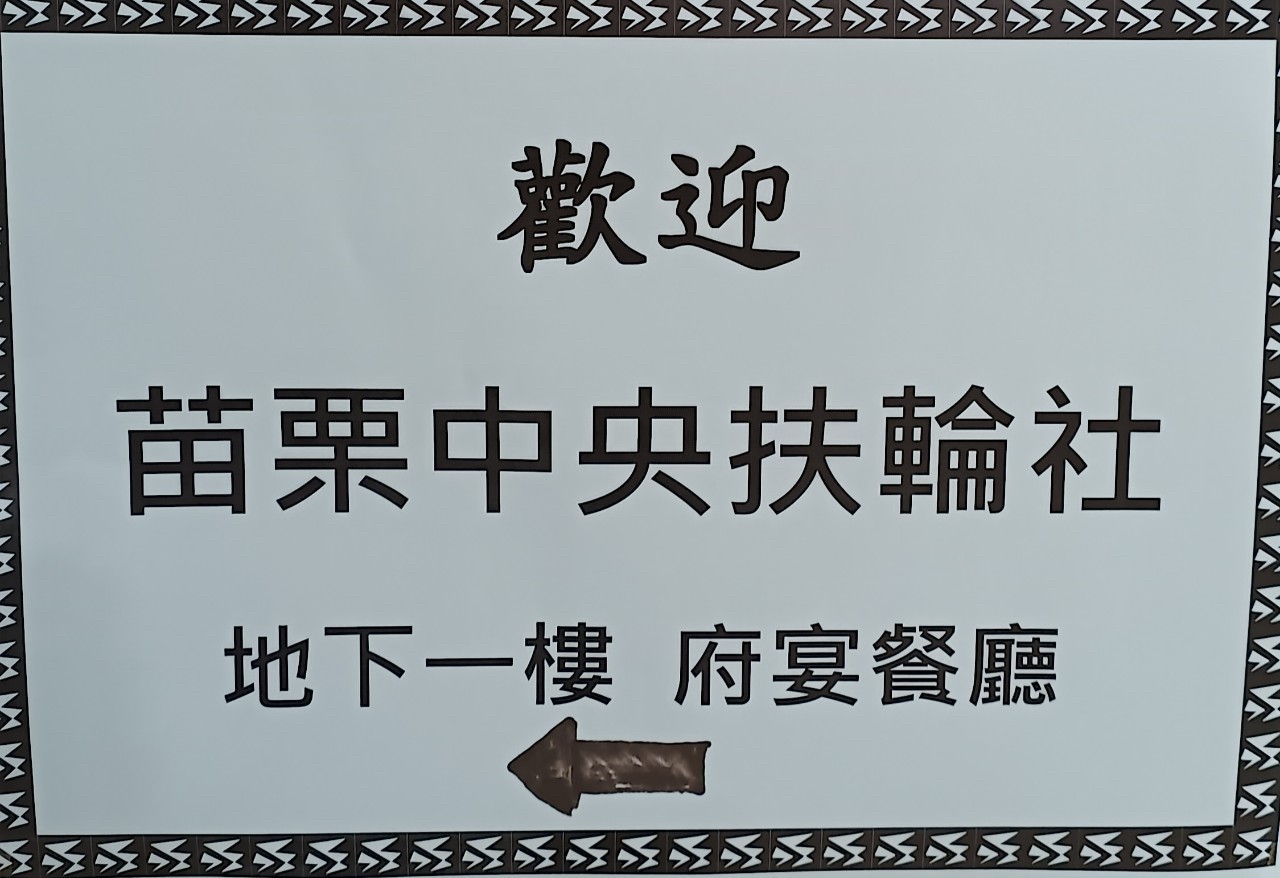 歡迎
苗栗中央扶輪社
地下一樓 府宴餐廳